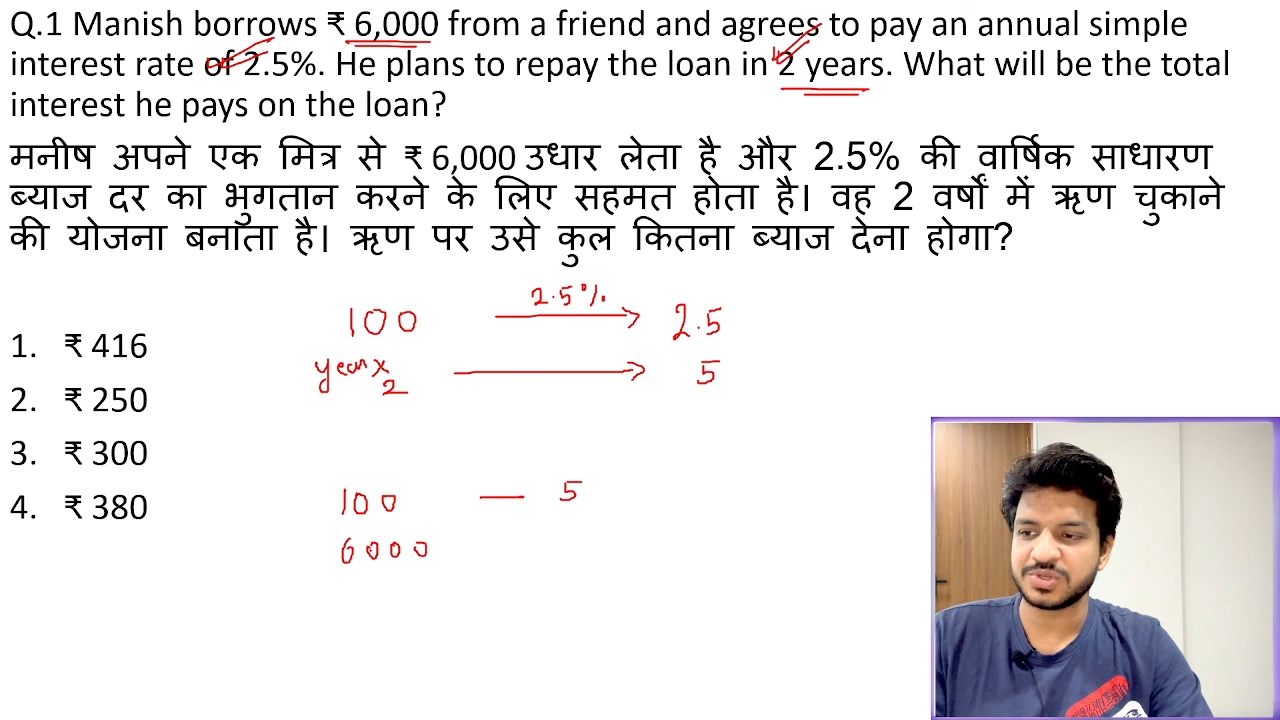 Q.1 Manish borrows ₹ 6,000 from a friend and agrees to pay an annual simple
interest rate of 2.5%. He plans to repay the loan in 2 years. What will be the total
interest he pays on the loan?
मनीष अपने एक मित्र से ₹ 6,000 उधार लेता है और 2.5% की वार्षिक साधारण
ब्याज दर का भुगतान करने के लिए सहमत होता है। वह 2 वर्षों में ऋण चुकाने
की योजना बनाता है। ऋण पर उसे कुल कितना ब्याज देना होगा?
100 2.5% 2.5
1. ₹ 416
year x 2 5
2. ₹ 250
3. ₹ 300
100 — 5
4. ₹ 380
6000